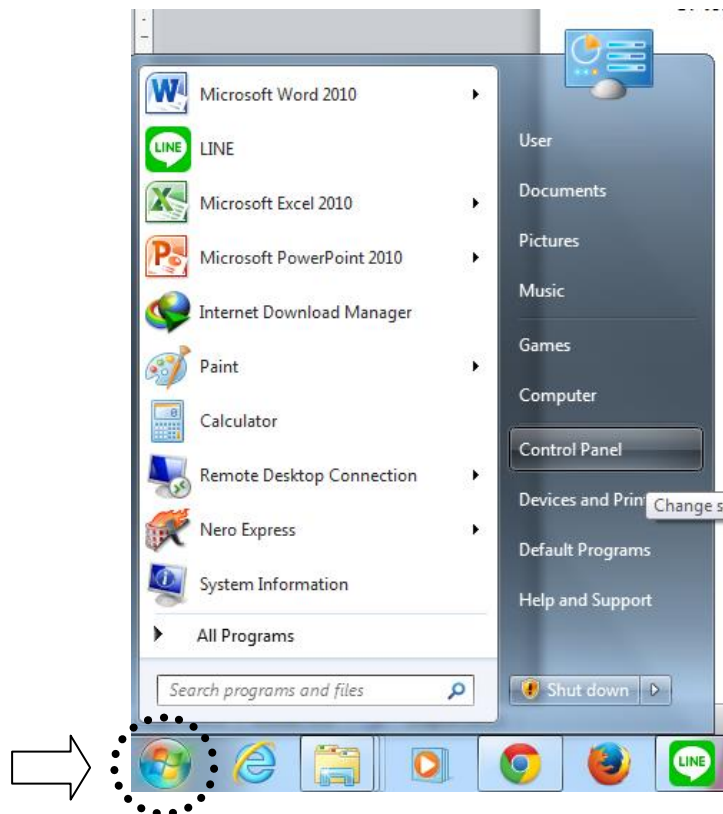 Microsoft Word 2010
LINE
LINE
Microsoft Excel 2010
Microsoft PowerPoint 2010
Internet Download Manager
Paint
Calculator
Remote Desktop Connection
Nero Express
System Information
All Programs
Search programs and files
User
Documents
Pictures
Music
Games
Computer
Control Panel
Devices and Prin
Change s
Default Programs
Help and Support
Shut down
LINE